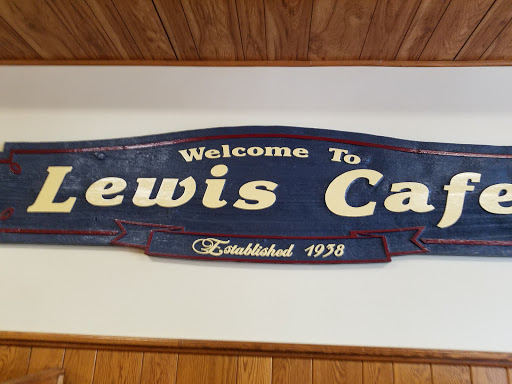 Welcome To
Lewis Cafe
Established 1938